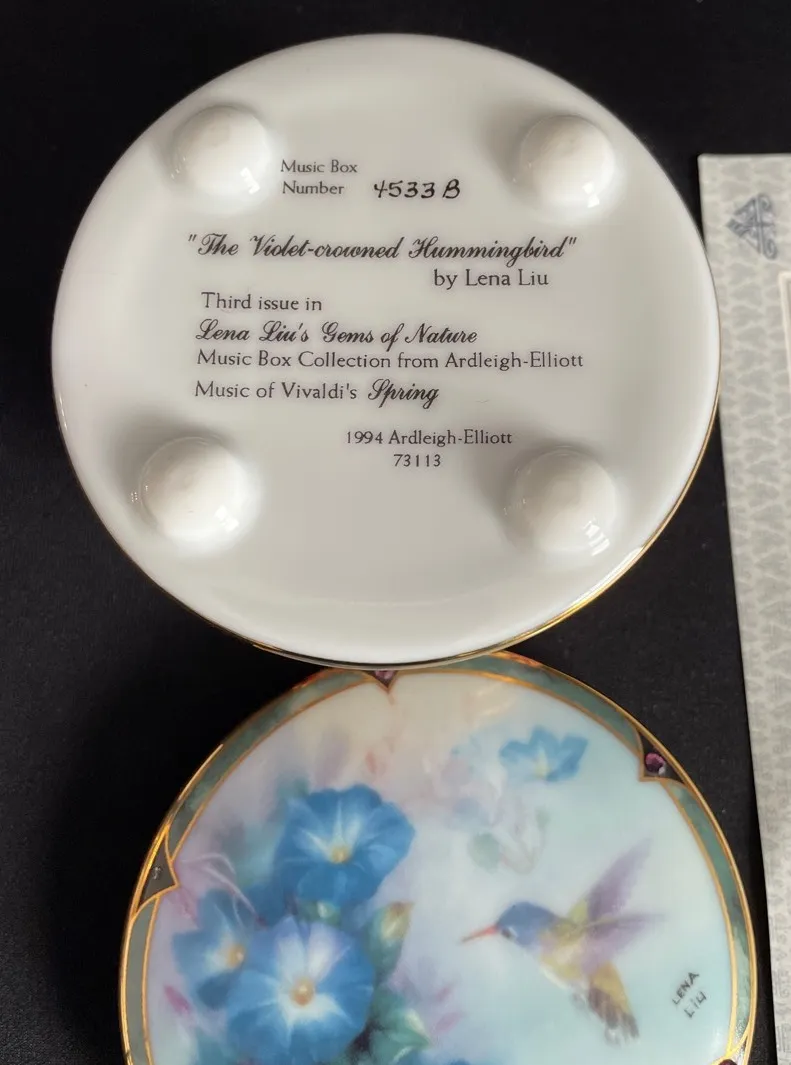 Music Box
Number 4533 B
"The Violet-crowned Hummingbird"
by Lena Liu
Third issue in
Lena Liu's Gems of Nature
Music Box Collection from Ardleigh-Elliott
Music of Vivaldi's Spring
1994 Ardleigh-Elliott
73113
LENA
Liu